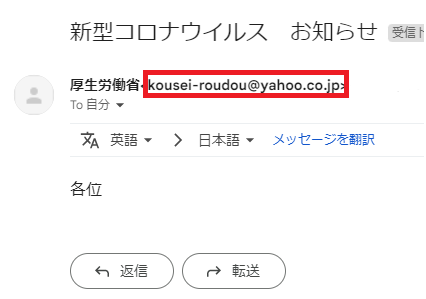 新型コロナウイルス　お知らせ 受信ト
厚生労働省<kousei-roudou@yahoo.co.jp>
To 自分
英語 日本語 メッセージを翻訳
各位
返信 転送